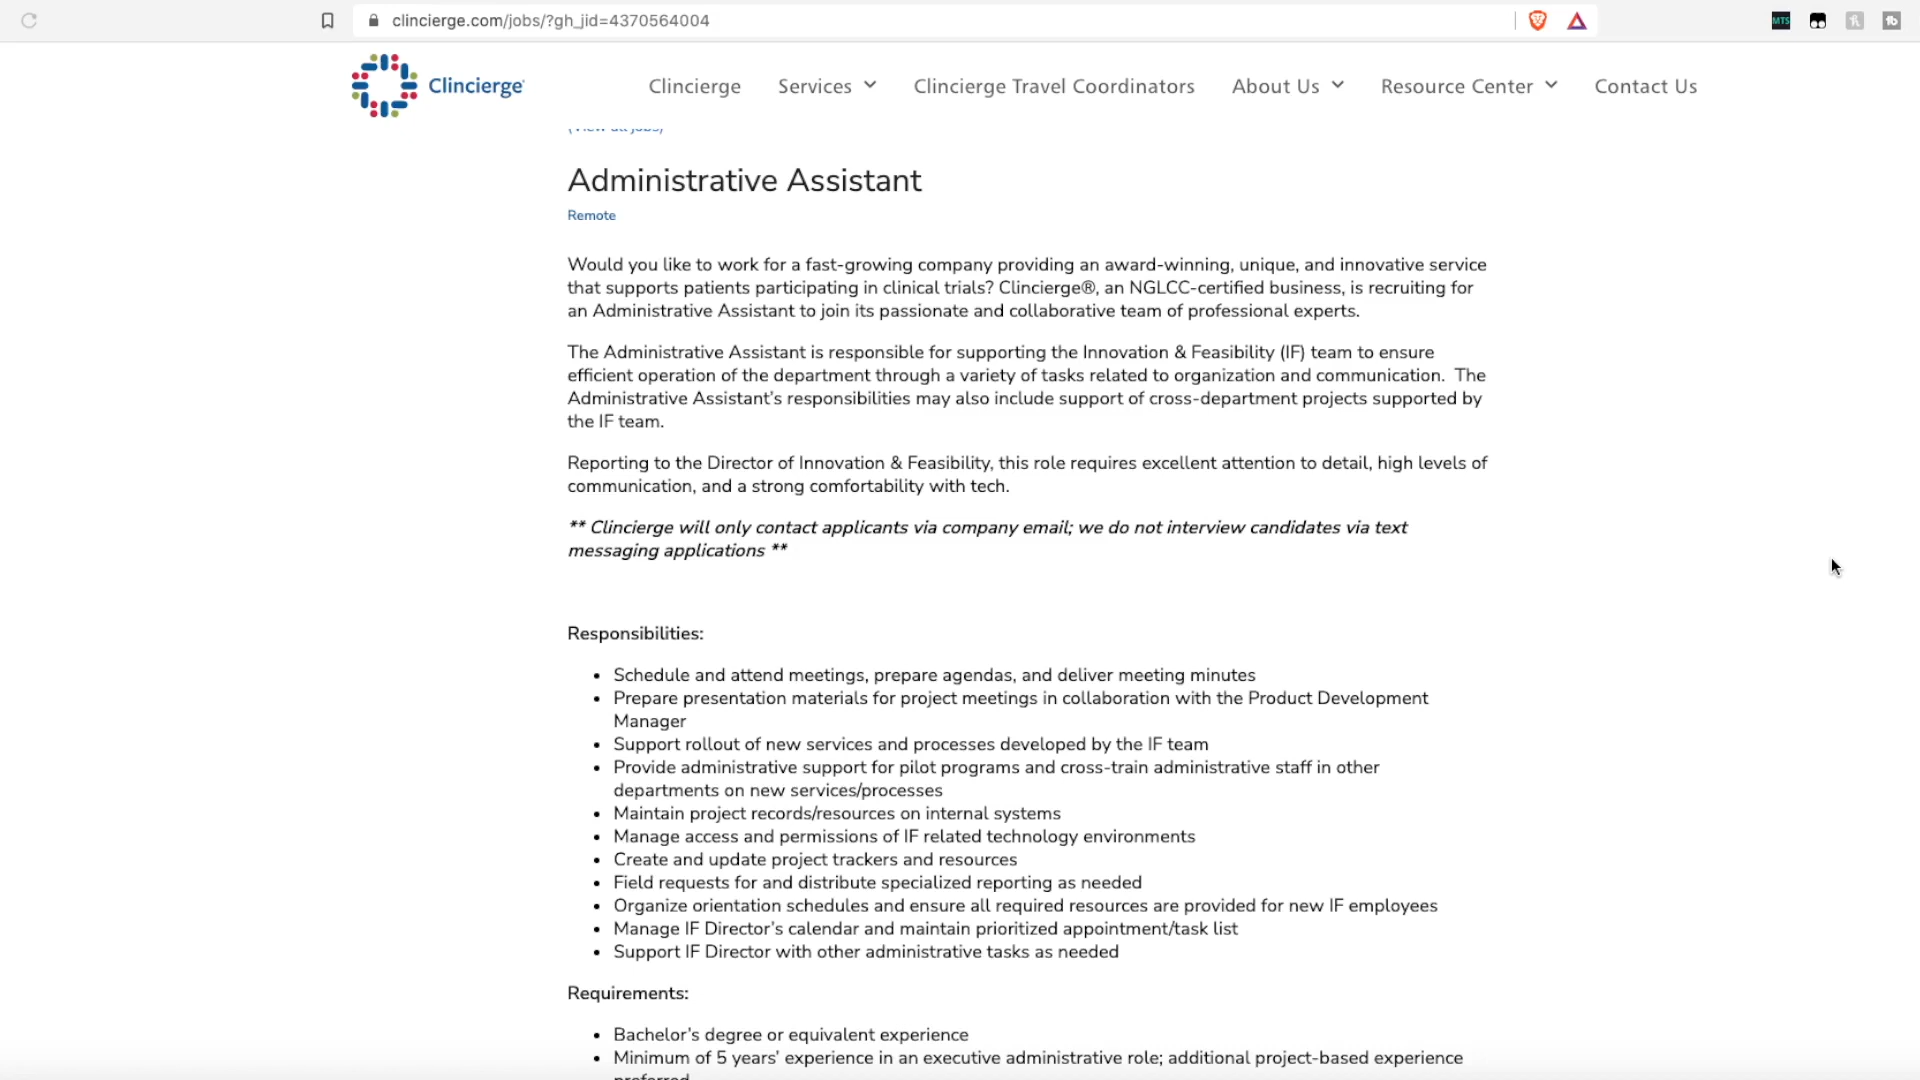 clincierge.com/jobs/?gh_jid=4370564004
MTS
Clincierge
Clincierge
Services
Clincierge Travel Coordinators
About Us
Resource Center
Contact Us
(View all jobs)
Administrative Assistant
Remote
Would you like to work for a fast-growing company providing an award-winning, unique, and innovative service
that supports patients participating in clinical trials? Clincierge®, an NGLCC-certified business, is recruiting for
an Administrative Assistant to join its passionate and collaborative team of professional experts.
The Administrative Assistant is responsible for supporting the Innovation & Feasibility (IF) team to ensure
efficient operation of the department through a variety of tasks related to organization and communication.  The
Administrative Assistant's responsibilities may also include support of cross-department projects supported by
the IF team.
Reporting to the Director of Innovation & Feasibility, this role requires excellent attention to detail, high levels of
communication, and a strong comfortability with tech.
** Clincierge will only contact applicants via company email; we do not interview candidates via text
messaging applications **
Responsibilities:
• Schedule and attend meetings, prepare agendas, and deliver meeting minutes
• Prepare presentation materials for project meetings in collaboration with the Product Development
Manager
• Support rollout of new services and processes developed by the IF team
• Provide administrative support for pilot programs and cross-train administrative staff in other
departments on new services/processes
• Maintain project records/resources on internal systems
• Manage access and permissions of IF related technology environments
• Create and update project trackers and resources
• Field requests for and distribute specialized reporting as needed
• Organize orientation schedules and ensure all required resources are provided for new IF employees
• Manage IF Director's calendar and maintain prioritized appointment/task list
• Support IF Director with other administrative tasks as needed
Requirements:
• Bachelor's degree or equivalent experience
• Minimum of 5 years' experience in an executive administrative role; additional project-based experience
preferred